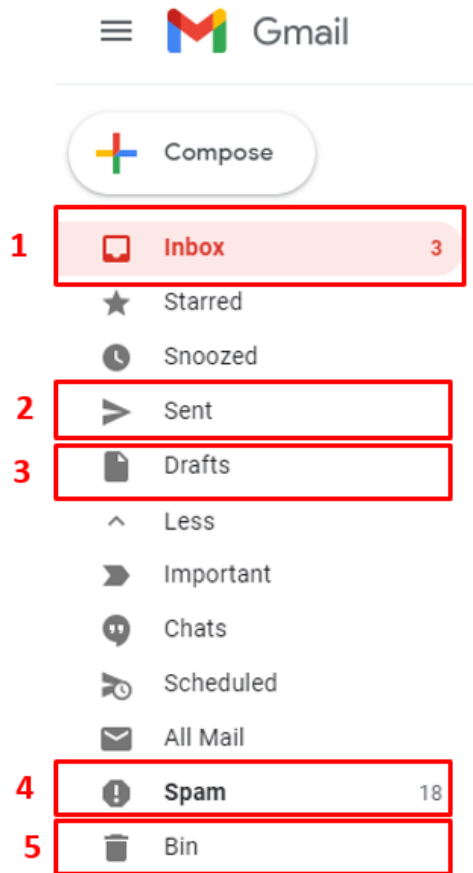 Gmail
Compose
1 Inbox 3
Starred
Snoozed
2 Sent
3 Drafts
Less
Important
Chats
Scheduled
All Mail
4 Spam 18
5 Bin